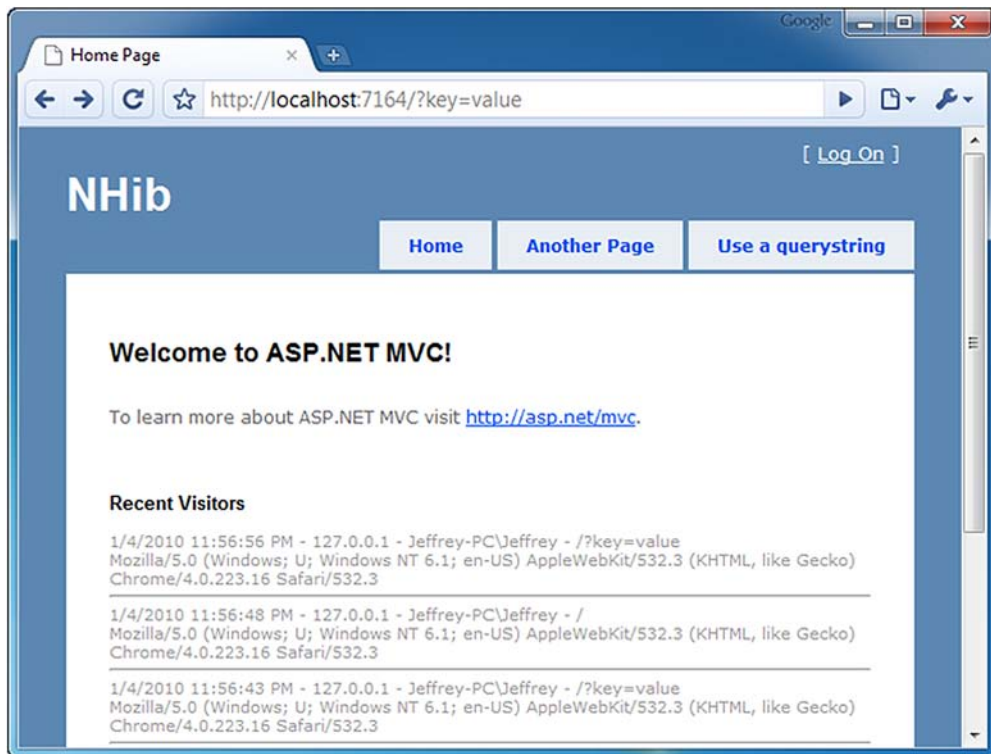 Google
Home Page
http://localhost:7164/?key=value
[ Log On ]
NHib
Home
Another Page
Use a querystring
Welcome to ASP.NET MVC!
To learn more about ASP.NET MVC visit http://asp.net/mvc.
Recent Visitors
1/4/2010 11:56:56 PM - 127.0.0.1 - Jeffrey-PC\Jeffrey - /?key=value
Mozilla/5.0 (Windows; U; Windows NT 6.1; en-US) AppleWebKit/532.3 (KHTML, like Gecko)
Chrome/4.0.223.16 Safari/532.3
1/4/2010 11:56:48 PM - 127.0.0.1 - Jeffrey-PC\Jeffrey - /
Mozilla/5.0 (Windows; U; Windows NT 6.1; en-US) AppleWebKit/532.3 (KHTML, like Gecko)
Chrome/4.0.223.16 Safari/532.3
1/4/2010 11:56:43 PM - 127.0.0.1 - Jeffrey-PC\Jeffrey - /?key=value
Mozilla/5.0 (Windows; U; Windows NT 6.1; en-US) AppleWebKit/532.3 (KHTML, like Gecko)
Chrome/4.0.223.16 Safari/532.3